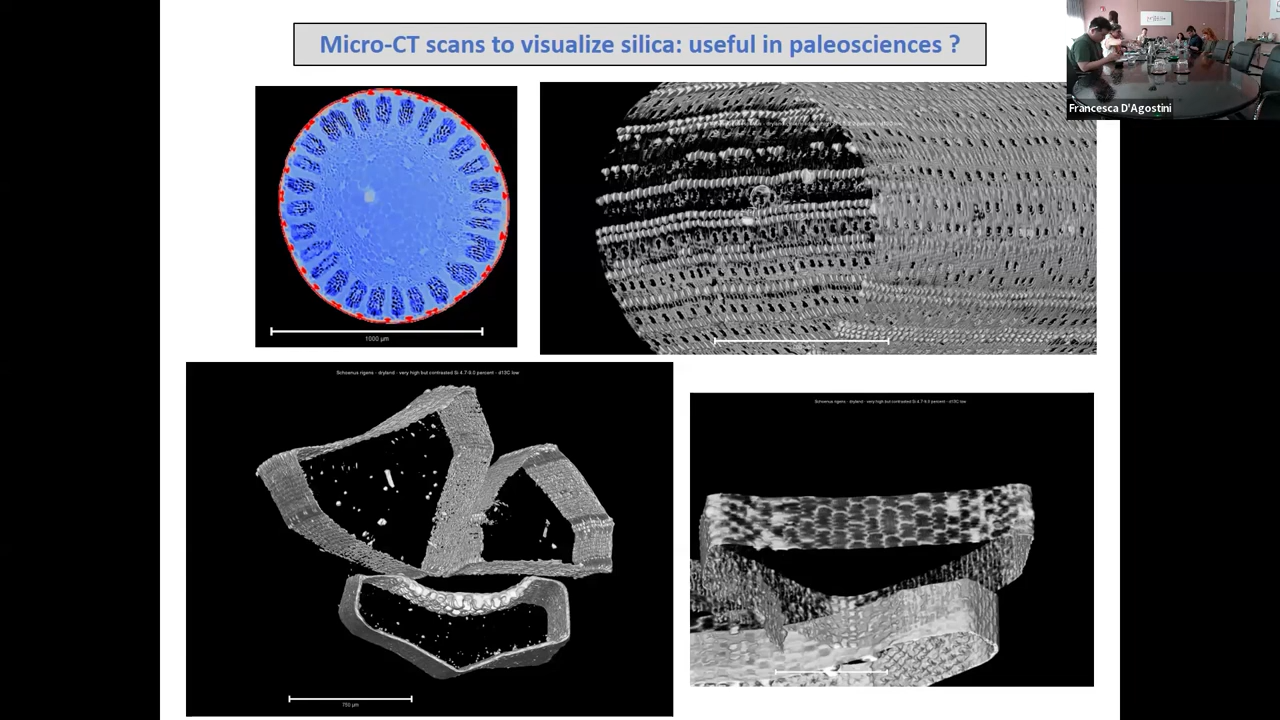 Micro-CT scans to visualize silica: useful in paleosciences ?
Francesca D'Agostini
1000 µm
Schoenus rigens - dryland - very high but contrasted Si 4.7-9.0 percent - d13C low
Schoenus rigens - dryland - very high but contrasted Si 4.7-9.0 percent - d13C low
750 µm